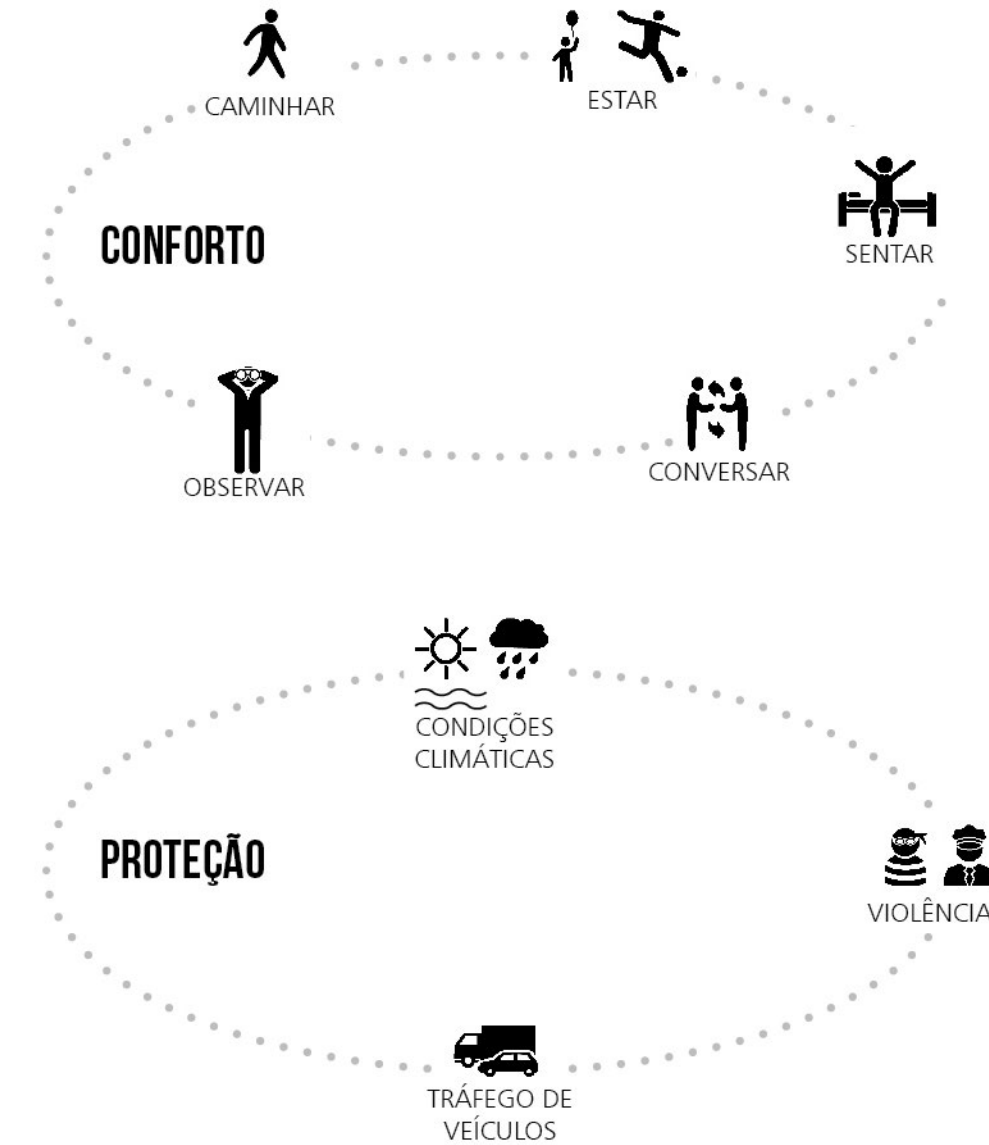 CAMINHAR
ESTAR
SENTAR
CONFORTO
OBSERVAR
CONVERSAR
CONDIÇÕES
CLIMÁTICAS
PROTEÇÃO
VIOLÊNCIA
TRÁFEGO DE
VEÍCULOS